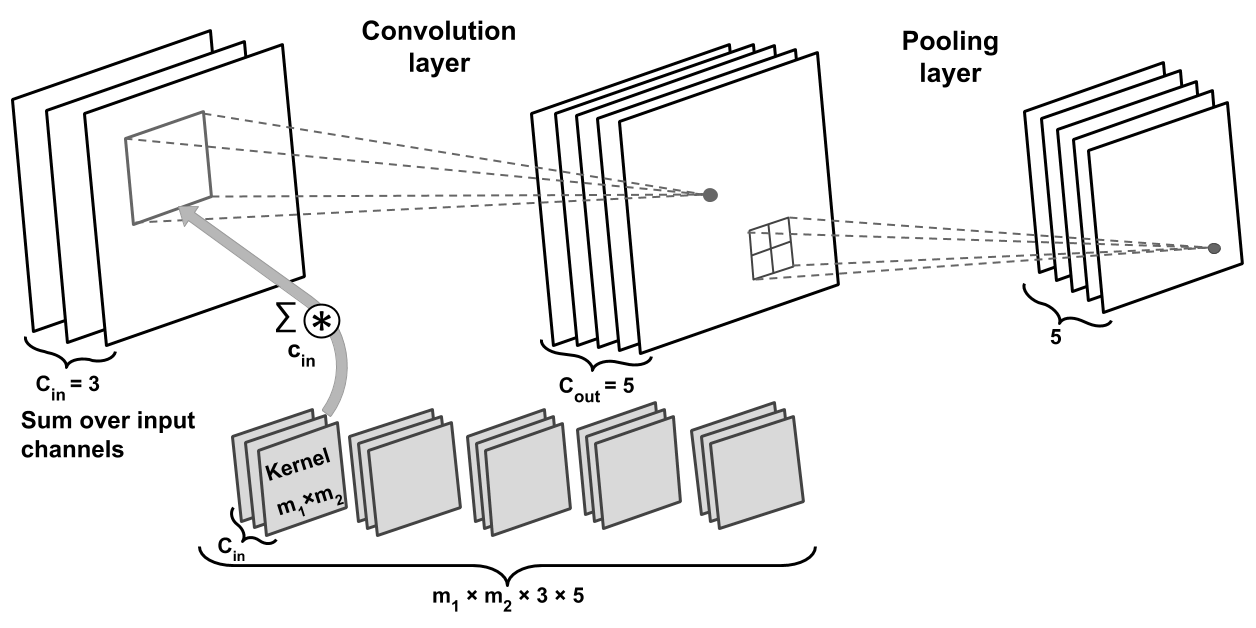 Convolution
layer
Pooling
layer
∑ ⊛
c_in
C_in = 3
Sum over input
channels
C_out = 5
5
Kernel
m_1×m_2
C_in
m_1 × m_2 × 3 × 5